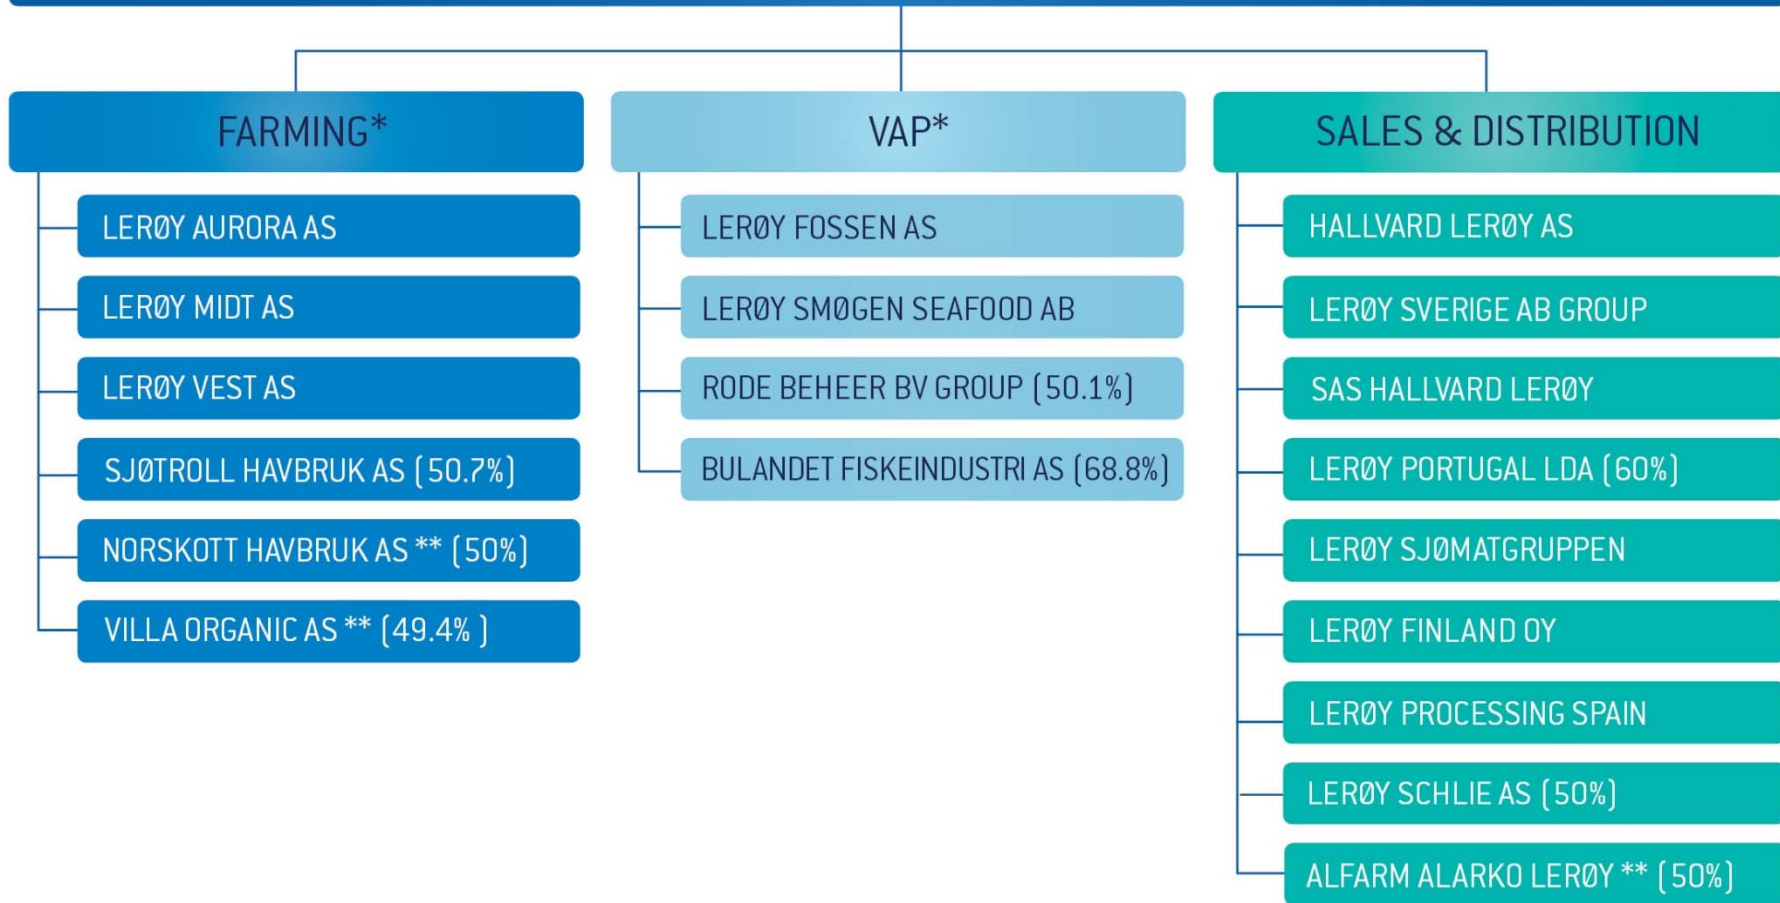 FARMING*
LERØY AURORA AS
LERØY MIDT AS
LERØY VEST AS
SJØTROLL HAVBRUK AS (50.7%)
NORSKOTT HAVBRUK AS ** (50%)
VILLA ORGANIC AS ** (49.4% )
VAP*
LERØY FOSSEN AS
LERØY SMØGEN SEAFOOD AB
RODE BEHEER BV GROUP (50.1%)
BULANDET FISKEINDUSTRI AS (68.8%)
SALES & DISTRIBUTION
HALLVARD LERØY AS
LERØY SVERIGE AB GROUP
SAS HALLVARD LERØY
LERØY PORTUGAL LDA (60%)
LERØY SJØMATGRUPPEN
LERØY FINLAND OY
LERØY PROCESSING SPAIN
LERØY SCHLIE AS (50%)
ALFARM ALARKO LERØY ** (50%)